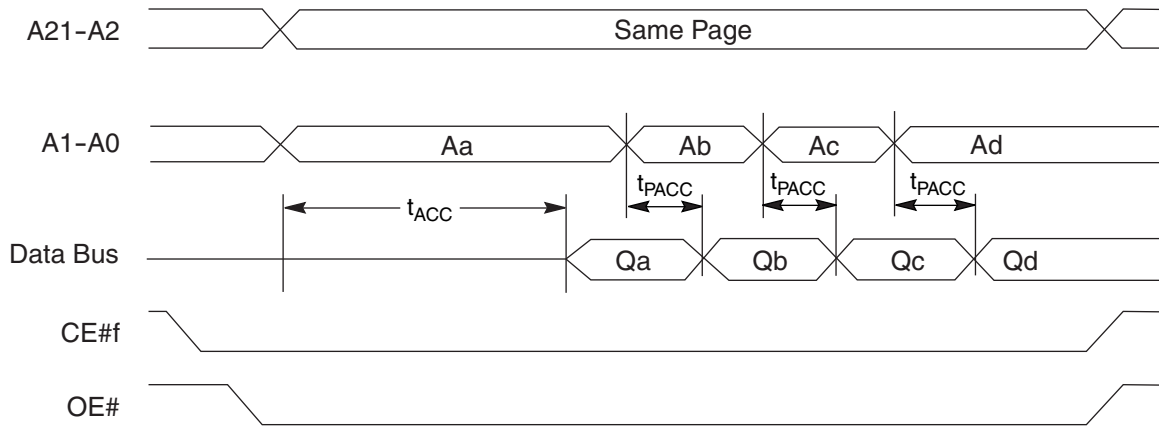 A21-A2
Same Page
A1-A0
Aa
Ab
Ac
Ad
tACC
tPACC
tPACC
tPACC
Data Bus
Qa
Qb
Qc
Qd
CE#f
OE#